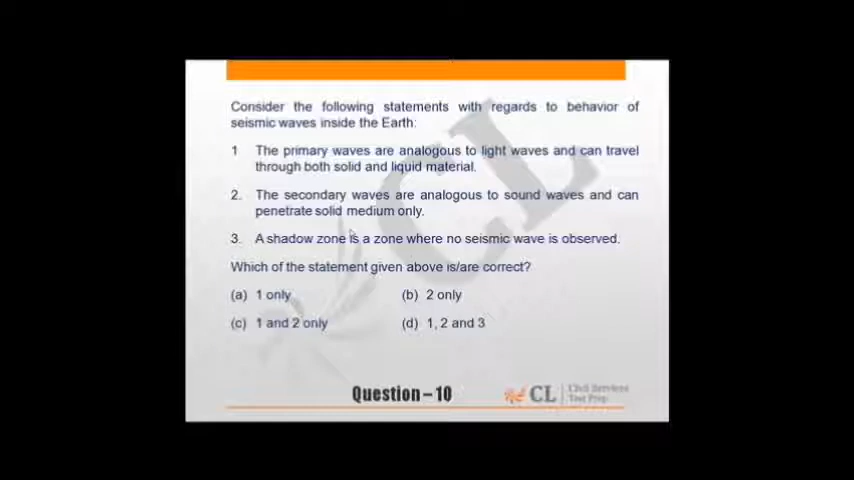 Consider the following statements with regards to behavior of
seismic waves inside the Earth:
1 The primary waves are analogous to light waves and can travel
through both solid and liquid material.
2. The secondary waves are analogous to sound waves and can
penetrate solid medium only.
3. A shadow zone is a zone where no seismic wave is observed.
Which of the statement given above is/are correct?
(a) 1 only (b) 2 only
(c) 1 and 2 only (d) 1, 2 and 3
Question – 10
CL Civil Services
Test Prep
CL